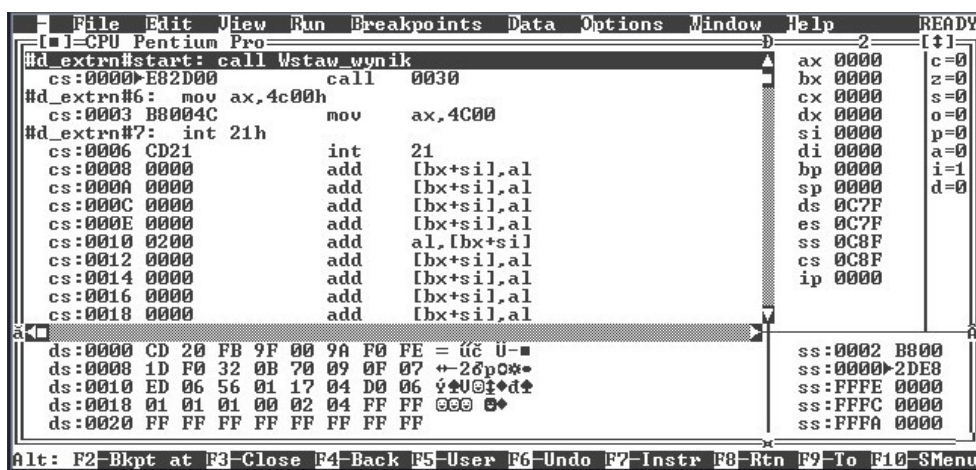 - File Edit View Run Breakpoints Data Options Window Help READY
[■]=CPU Pentium Pro 2 [↕]
#d_extrn#start: call Wstaw_wynik
cs:0000►E82D00 call 0030
#d_extrn#6: mov ax,4c00h
cs:0003 B8004C mov ax,4C00
#d_extrn#7: int 21h
cs:0006 CD21 int 21
cs:0008 0000 add [bx+si],al
cs:000A 0000 add [bx+si],al
cs:000C 0000 add [bx+si],al
cs:000E 0000 add [bx+si],al
cs:0010 0200 add al,[bx+si]
cs:0012 0000 add [bx+si],al
cs:0014 0000 add [bx+si],al
cs:0016 0000 add [bx+si],al
cs:0018 0000 add [bx+si],al
ax 0000 c=0
bx 0000 z=0
cx 0000 s=0
dx 0000 o=0
si 0000 p=0
di 0000 a=0
bp 0000 i=1
sp 0000 d=0
ds 0C7F
es 0C7F
ss 0C8F
cs 0C8F
ip 0000
ds:0000 CD 20 FB 9F 00 9A F0 FE
ds:0008 1D F0 32 0B 70 09 0F 07
ds:0010 ED 06 56 01 17 04 D0 06
ds:0018 01 01 01 00 02 04 FF FF
ds:0020 FF FF FF FF FF FF FF FF
ss:0002 B800
ss:0000►2DE8
ss:FFFE 0000
ss:FFFC 0000
ss:FFFA 0000
Alt: F2-Bkpt at F3-Close F4-Back F5-User F6-Undo F7-Instr F8-Rtn F9-To F10-SMenu